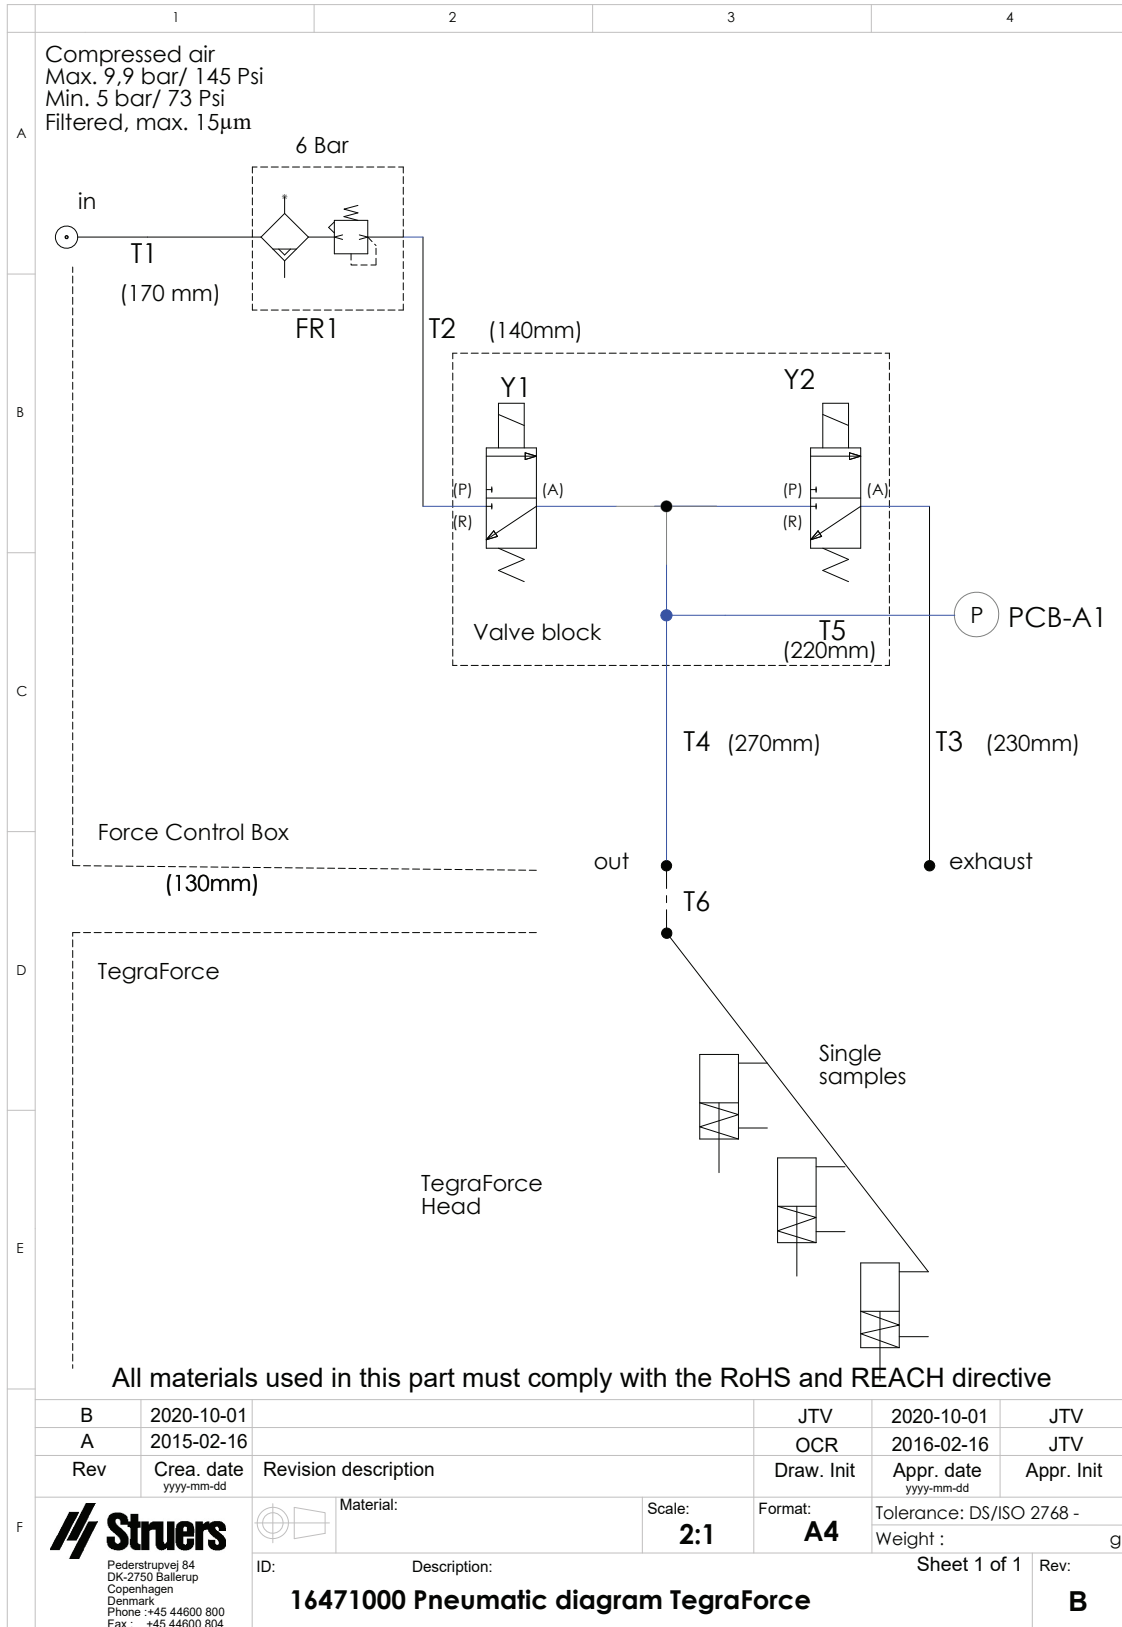 1 2 3 4
Compressed air
Max. 9,9 bar/ 145 Psi
Min. 5 bar/ 73 Psi
Filtered, max. 15µm
A
6 Bar
in
T1
(170 mm)
FR1
T2 (140mm)
Y1
Y2
B
(P) (A)
(R)
(P) (A)
(R)
Valve block
T5
(220mm)
P PCB-A1
C
T4 (270mm)
T3 (230mm)
Force Control Box
(130mm)
out
exhaust
T6
D
TegraForce
Single
samples
TegraForce
Head
E
All materials used in this part must comply with the RoHS and REACH directive
B 2020-10-01 JTV 2020-10-01 JTV
A 2015-02-16 OCR 2016-02-16 JTV
Rev Crea. date Revision description Draw. Init Appr. date Appr. Init
yyyy-mm-dd yyyy-mm-dd
F
Struers
Pederstrupvej 84
DK-2750 Ballerup
Copenhagen
Denmark
Phone :+45 44600 800
Fax : +45 44600 804
Material:
Scale:
2:1
Format:
A4
Tolerance: DS/ISO 2768 -
Weight : g
ID: Description:
Sheet 1 of 1
Rev:
16471000 Pneumatic diagram TegraForce
B